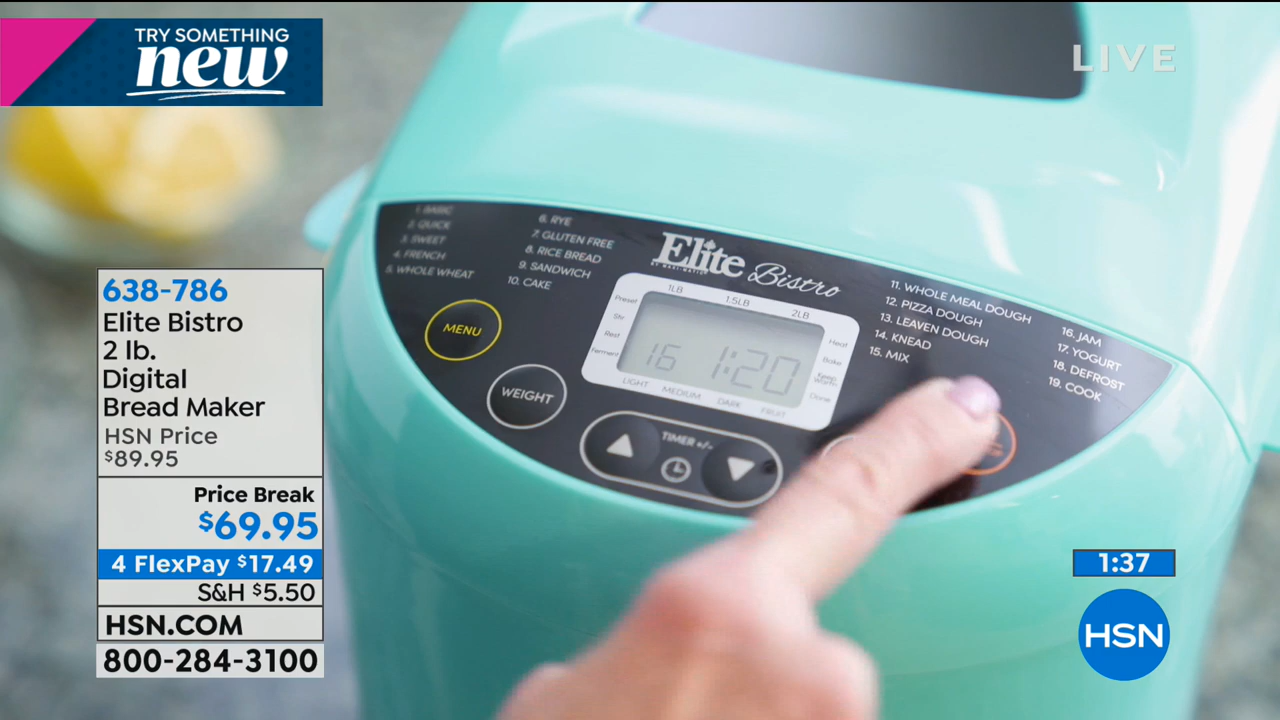 TRY SOMETHING
new
LIVE
638-786
Elite Bistro
2 lb.
Digital
Bread Maker
HSN Price
$89.95
Price Break
$69.95
4 FlexPay $17.49
S&H $5.50
HSN.COM
800-284-3100
1. BASIC
2. QUICK
3. SWEET
4. FRENCH
5. WHOLE WHEAT
6. RYE
7. GLUTEN FREE
8. RICE BREAD
9. SANDWICH
10. CAKE
Elite Bistro
BY MAXI-MATIC
11. WHOLE MEAL DOUGH
12. PIZZA DOUGH
13. LEAVEN DOUGH
14. KNEAD
15. MIX
16. JAM
17. YOGURT
18. DEFROST
19. COOK
MENU
WEIGHT
1LB 1.5LB 2LB
Preset
Stir
Rest
Ferment
16 1:20
Heat
Bake
Keep
Warm
Done
LIGHT MEDIUM DARK FRUIT
TIMER +/-
1:37
HSN